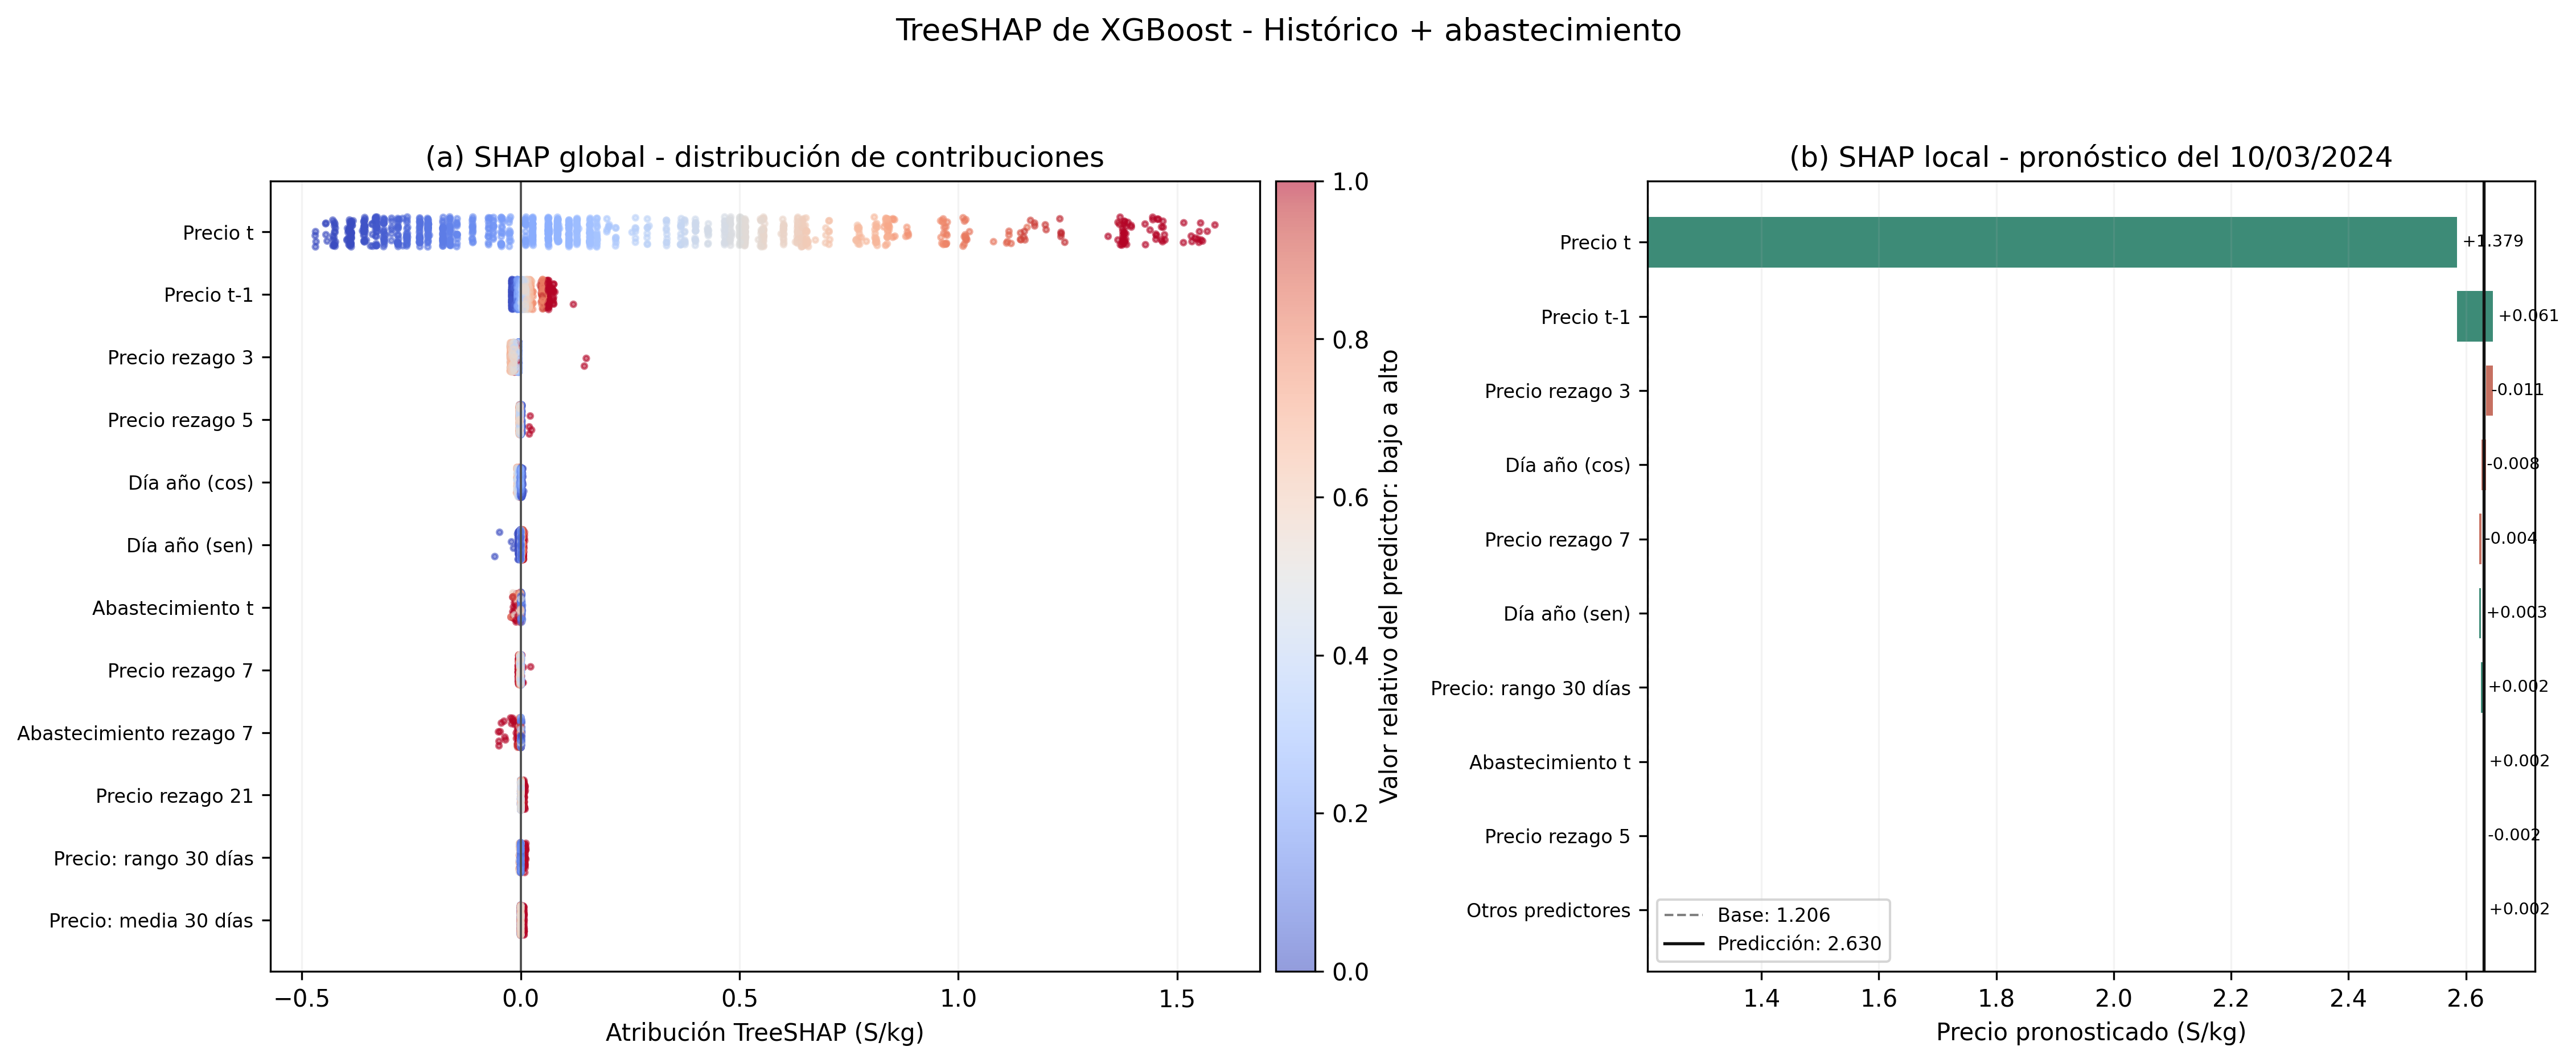 TreeSHAP de XGBoost - Histórico + abastecimiento
(a) SHAP global - distribución de contribuciones
Precio t
Precio t-1
Precio rezago 3
Precio rezago 5
Día año (cos)
Día año (sen)
Abastecimiento t
Precio rezago 7
Abastecimiento rezago 7
Precio rezago 21
Precio: rango 30 días
Precio: media 30 días
−0.5 0.0 0.5 1.0 1.5
Atribución TreeSHAP (S/kg)
1.0
0.8
0.6
0.4
0.2
0.0
Valor relativo del predictor: bajo a alto
(b) SHAP local - pronóstico del 10/03/2024
Precio t +1.379
Precio t-1 +0.061
Precio rezago 3 -0.011
Día año (cos) -0.008
Precio rezago 7 -0.004
Día año (sen) +0.003
Precio: rango 30 días +0.002
Abastecimiento t +0.002
Precio rezago 5 -0.002
Otros predictores +0.002
Base: 1.206
Predicción: 2.630
1.4 1.6 1.8 2.0 2.2 2.4 2.6
Precio pronosticado (S/kg)